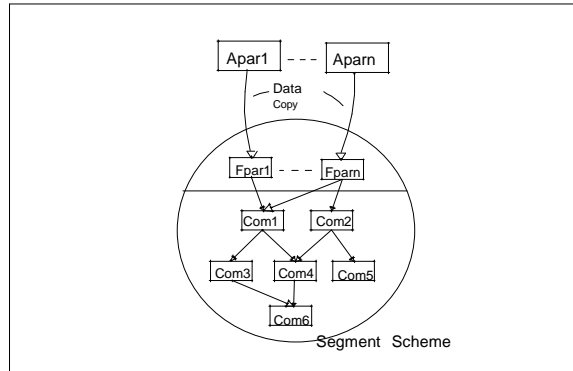 Apar1 Aparn
Data
Copy
Fpar1 Fparn
Com1 Com2
Com3 Com4 Com5
Com6
Segment Scheme